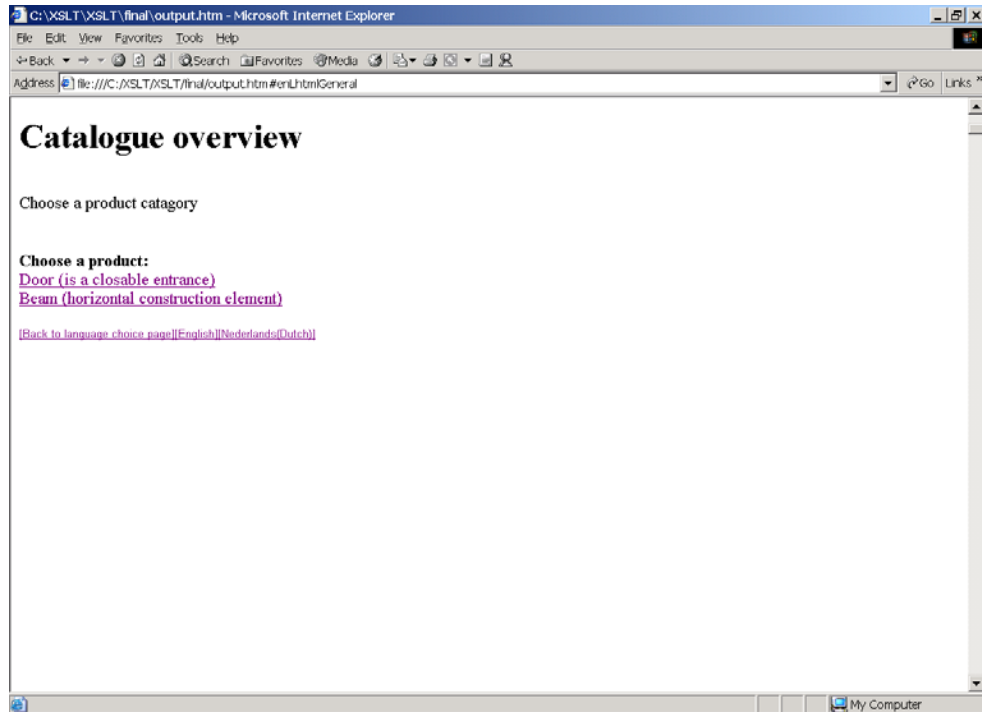 C:\XSLT\XSLT\final\output.htm - Microsoft Internet Explorer
File Edit View Favorites Tools Help
Back Search Favorites Media
Address file:///C:/XSLT/XSLT/final/output.htm#enLhtmlGeneral Go Links »
Catalogue overview
Choose a product catagory
Choose a product:
Door (is a closable entrance)
Beam (horizontal construction element)
[Back to language choice page][English][Nederlands(Dutch)]
My Computer